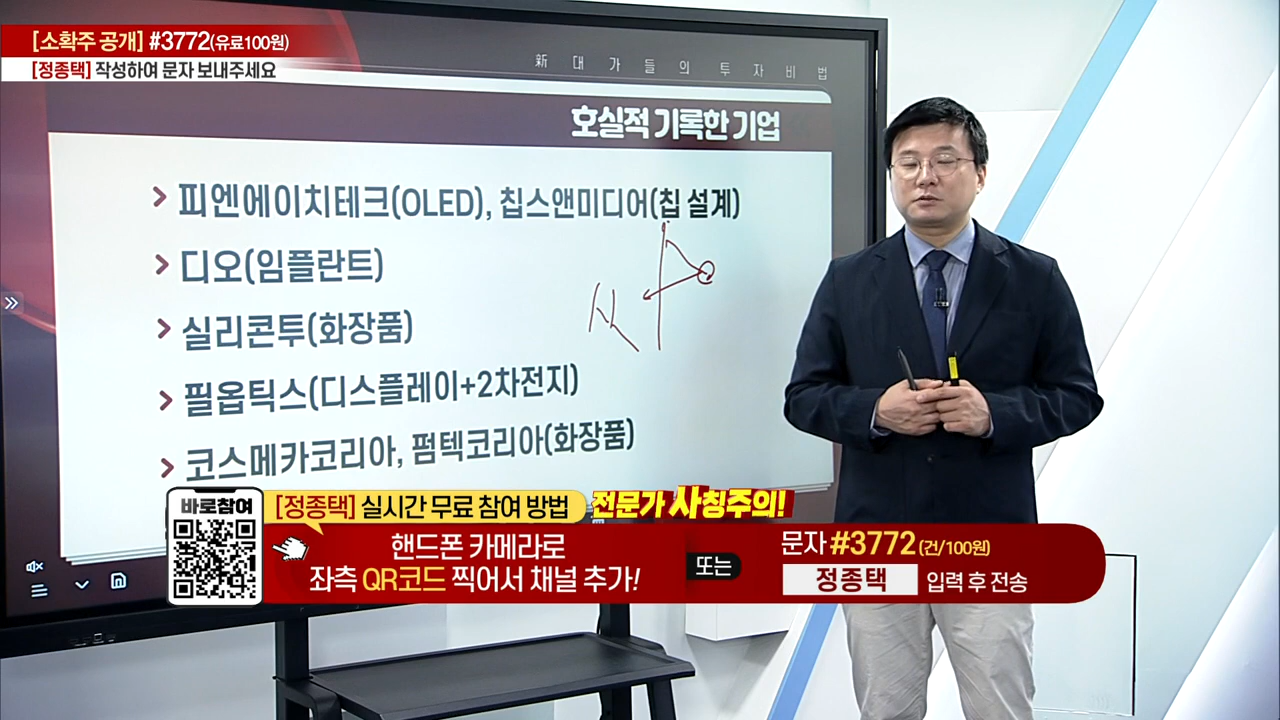 [소확주 공개] #3772(유료100원)
[정종택] 작성하여 문자 보내주세요
新 대 가 들 의 투 자 비 법
호실적 기록한 기업
피엔에이치테크(OLED), 칩스앤미디어(칩 설계)
디오(임플란트)
실리콘투(화장품)
필옵틱스(디스플레이+2차전지)
코스메카코리아, 펌텍코리아(화장품)
바로참여
[정종택] 실시간 무료 참여 방법
전문가 사칭주의!
핸드폰 카메라로
좌측 QR코드 찍어서 채널 추가!
또는
문자 #3772 (건/100원)
정종택 입력 후 전송